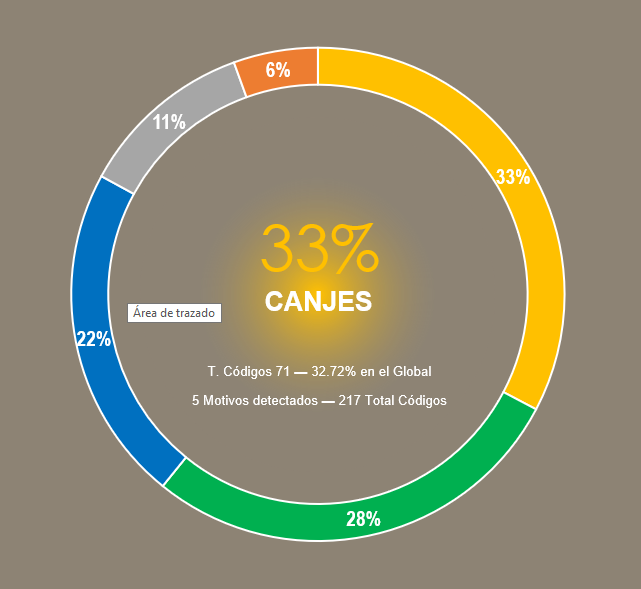 6%
11%
33%
33%
CANJES
Área de trazado
22%
T. Códigos 71 — 32.72% en el Global
5 Motivos detectados — 217 Total Códigos
28%